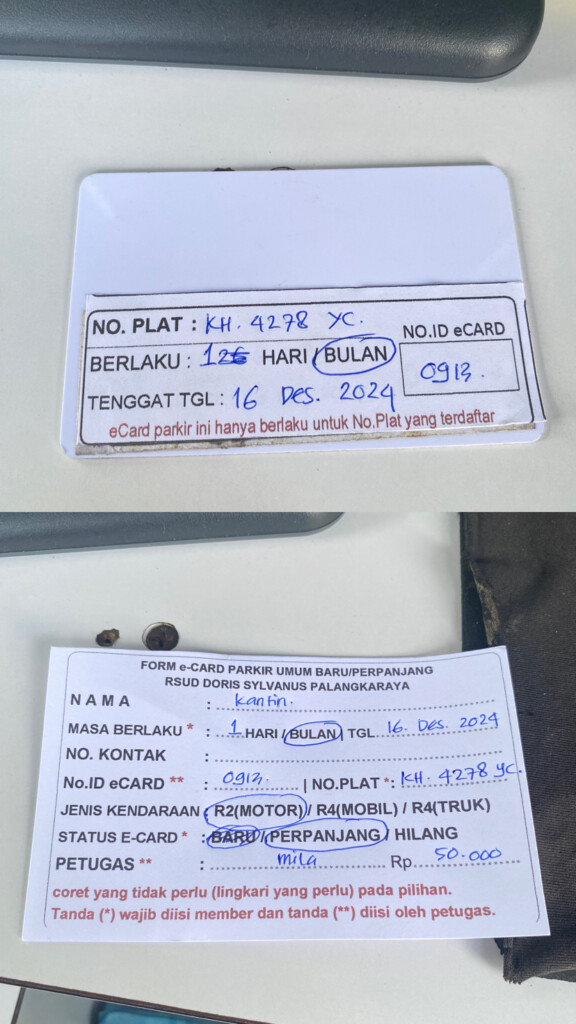 NO. PLAT : KH. 4278 YC.
NO.ID eCARD
BERLAKU : 1 HARI / BULAN
0913.
TENGGAT TGL : 16 Des. 2024
eCard parkir ini hanya berlaku untuk No.Plat yang terdaftar
FORM e-CARD PARKIR UMUM BARU/PERPANJANG
RSUD DORIS SYLVANUS PALANGKARAYA
N A M A : kantin.
MASA BERLAKU * : 1 HARI / BULAN | TGL 16. Des. 2024
NO. KONTAK :
No.ID eCARD ** : 0913. | NO.PLAT *: KH. 4278 YC.
JENIS KENDARAAN : R2(MOTOR) / R4(MOBIL) / R4(TRUK)
STATUS E-CARD * : BARU / PERPANJANG / HILANG
PETUGAS ** : mila Rp. 50.000
coret yang tidak perlu (lingkari yang perlu) pada pilihan.
Tanda (*) wajib diisi member dan tanda (**) diisi oleh petugas.